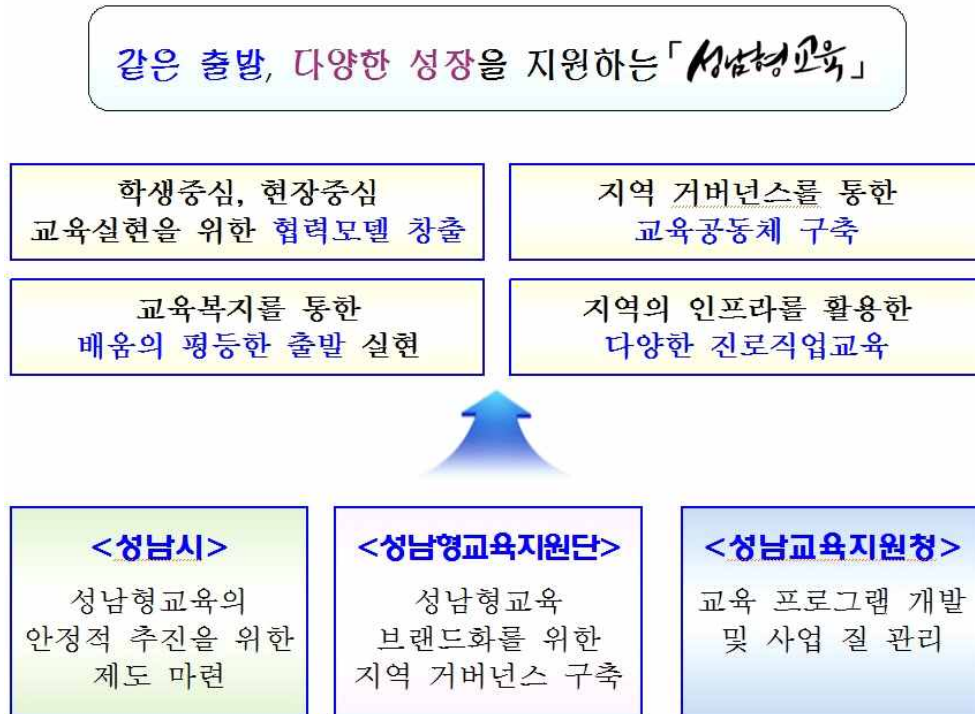 같은 출발, 다양한 성장을 지원하는「성남형교육」
학생중심, 현장중심
교육실현을 위한 협력모델 창출
지역 거버넌스를 통한
교육공동체 구축
교육복지를 통한
배움의 평등한 출발 실현
지역의 인프라를 활용한
다양한 진로직업교육
<성남시>
성남형교육의
안정적 추진을 위한
제도 마련
<성남형교육지원단>
성남형교육
브랜드화를 위한
지역 거버넌스 구축
<성남교육지원청>
교육 프로그램 개발
및 사업 질 관리